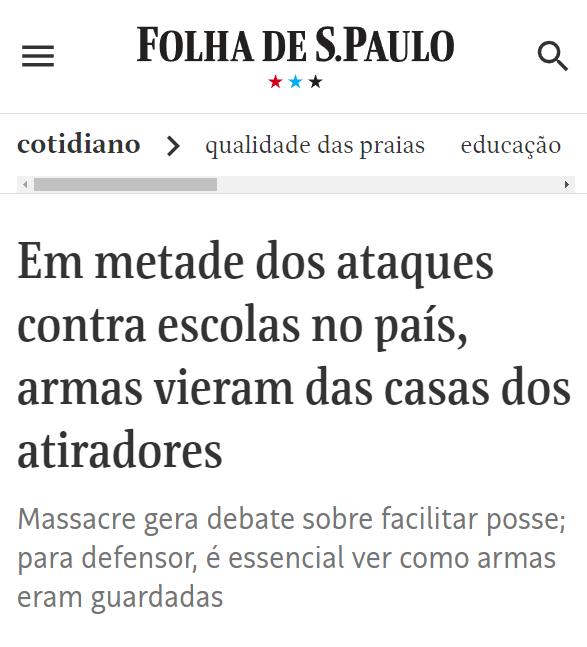 FOLHA DE S.PAULO
cotidiano qualidade das praias educação
Em metade dos ataques
contra escolas no país,
armas vieram das casas dos
atiradores
Massacre gera debate sobre facilitar posse;
para defensor, é essencial ver como armas
eram guardadas